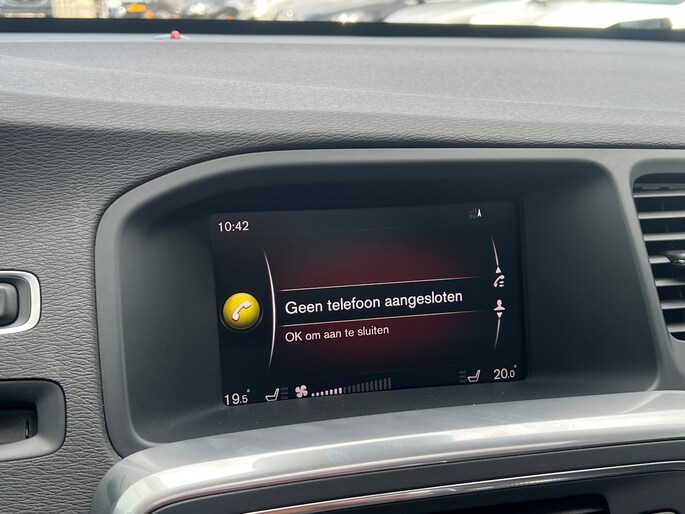 10:42
Geen telefoon aangesloten
OK om aan te sluiten
19.5°
20.0°